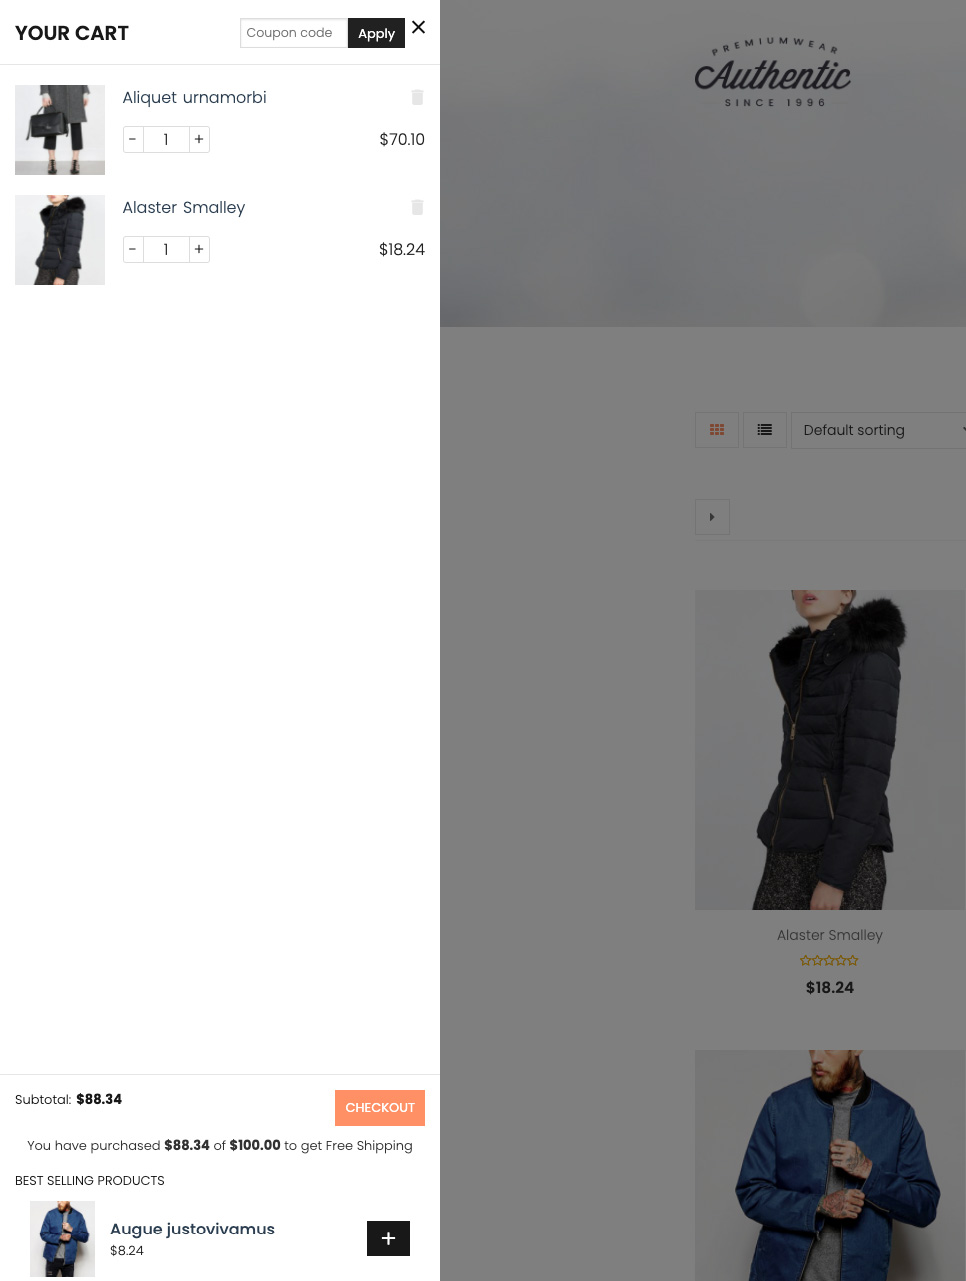 YOUR CART
Coupon code
Apply
Aliquet urnamorbi
- 1 +
$70.10
Alaster Smalley
- 1 +
$18.24
Subtotal: $88.34
CHECKOUT
You have purchased $88.34 of $100.00 to get Free Shipping
BEST SELLING PRODUCTS
Augue justovivamus
$8.24
+
PREMIUMWEAR
Authentic
SINCE 1996
Default sorting
Alaster Smalley
$18.24